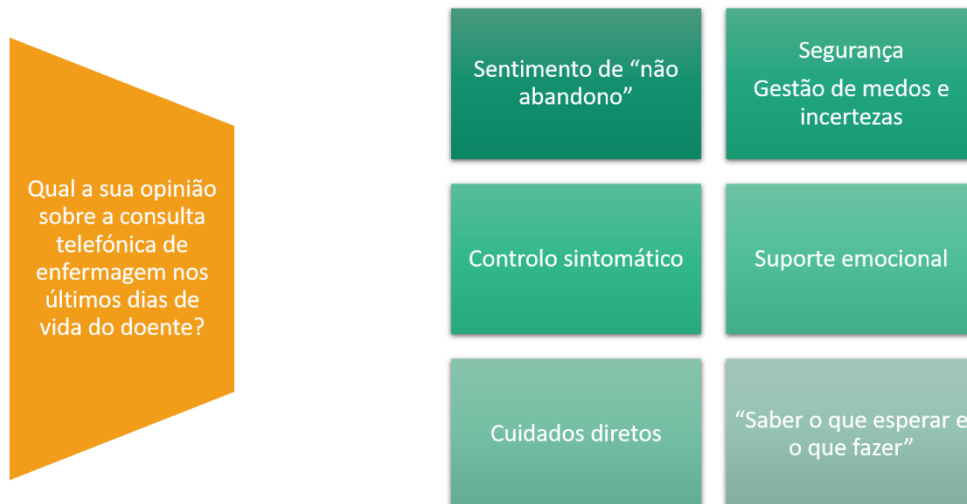 Qual a sua opinião
sobre a consulta
telefónica de
enfermagem nos
últimos dias de
vida do doente?
Sentimento de “não
abandono”
Segurança
Gestão de medos e
incertezas
Controlo sintomático
Suporte emocional
Cuidados diretos
“Saber o que esperar e
o que fazer”